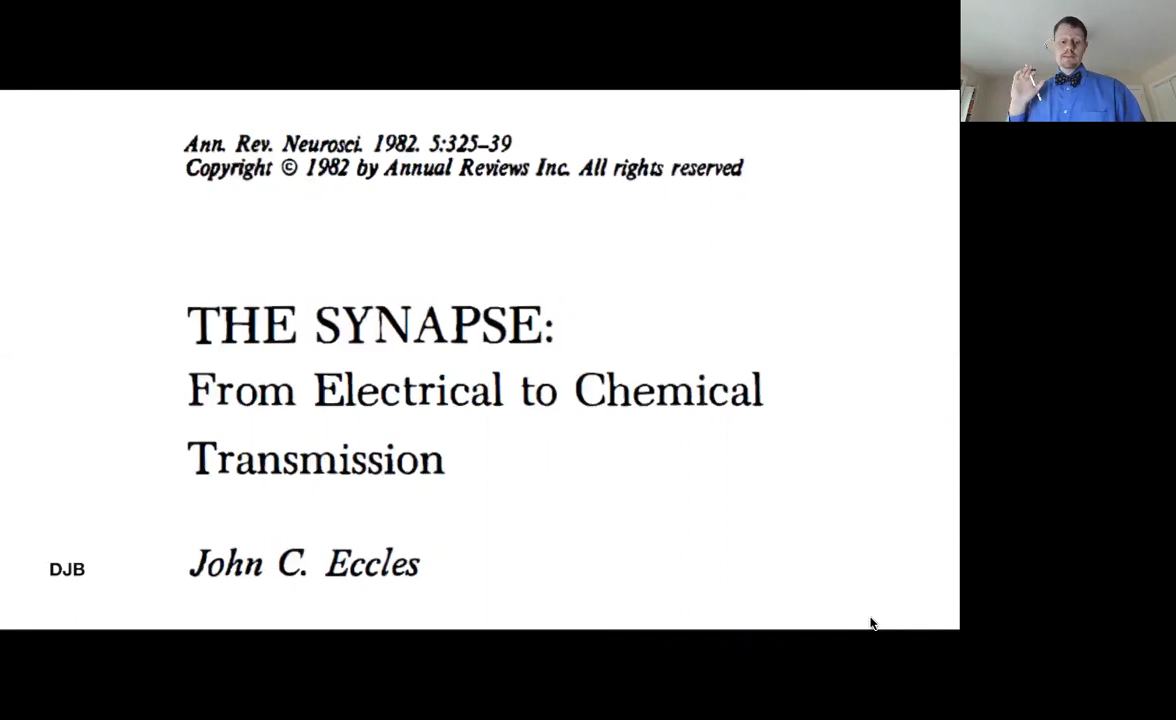 Ann. Rev. Neurosci. 1982. 5:325–39
Copyright © 1982 by Annual Reviews Inc. All rights reserved
THE SYNAPSE:
From Electrical to Chemical
Transmission
DJB
John C. Eccles